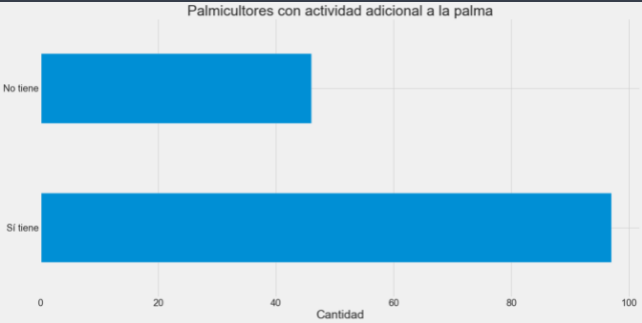 Palmicultores con actividad adicional a la palma
No tiene
Sí tiene
0 20 40 60 80 100
Cantidad